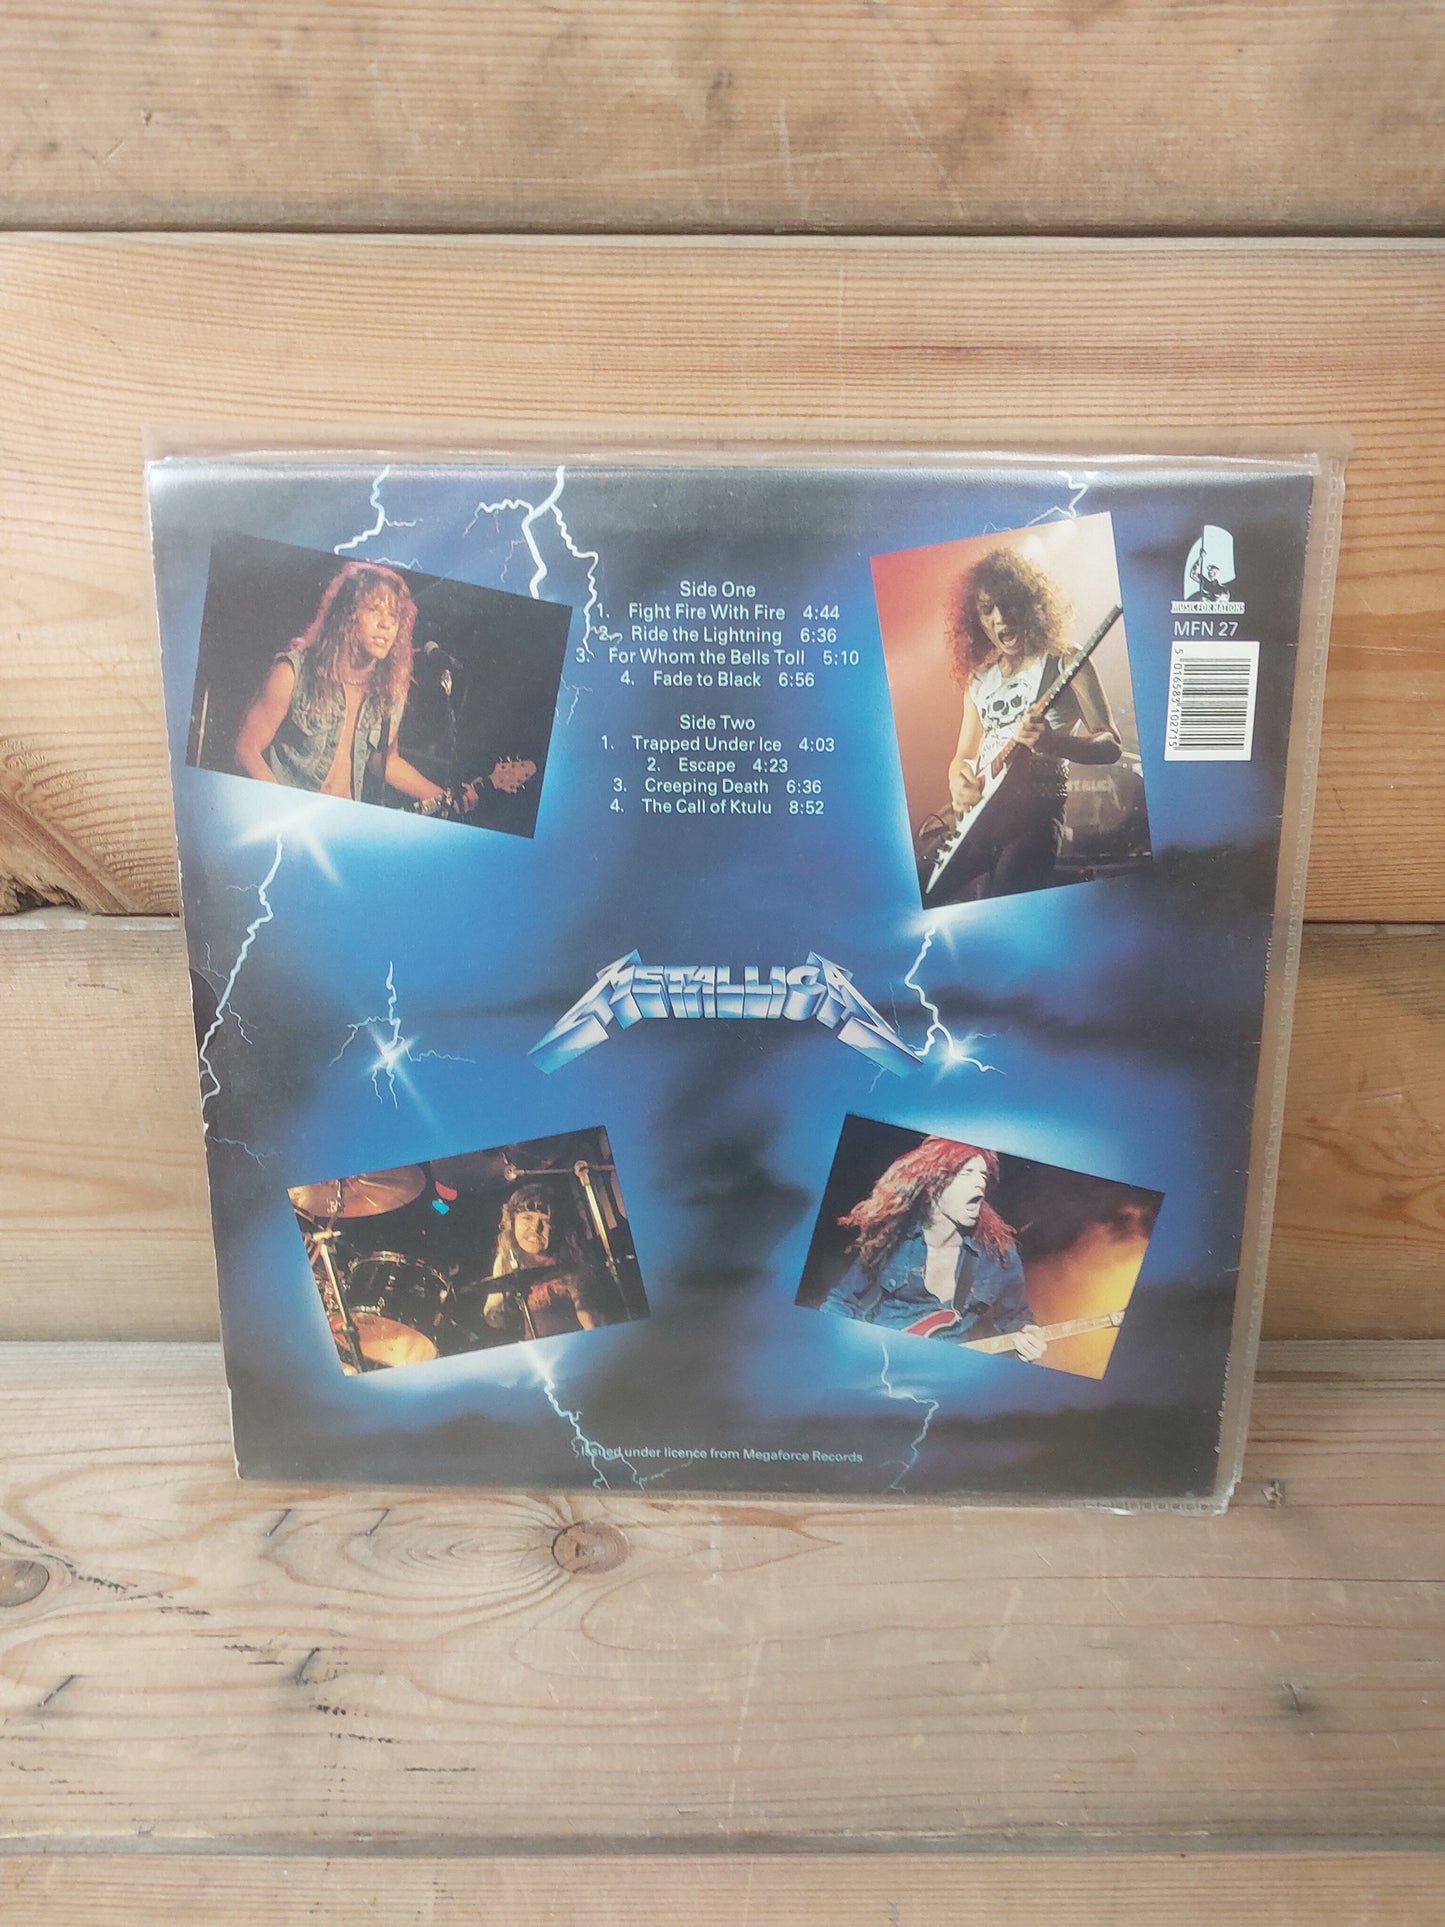 Side One
1. Fight Fire With Fire 4:44
2. Ride the Lightning 6:36
3. For Whom the Bells Toll 5:10
4. Fade to Black 6:56
Side Two
1. Trapped Under Ice 4:03
2. Escape 4:23
3. Creeping Death 6:36
4. The Call of Ktulu 8:52
MUSIC FOR NATIONS
MFN 27
5 016583 102715
METALLICA
Issued under licence from Megaforce Records